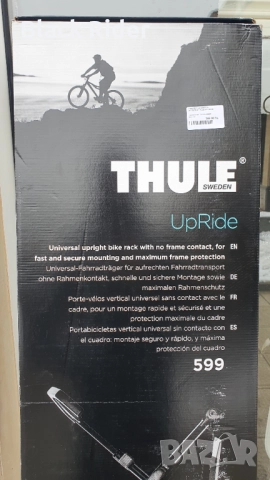 THULE®
SWEDEN
UpRide
Universal upright bike rack with no frame contact, for EN
fast and secure mounting and maximum frame protection
Universal-Fahrradträger für aufrechten Fahrradtransport DE
ohne Rahmenkontakt, schnelle und sichere Montage sowie
maximalen Rahmenschutz
Porte-vélos vertical universel sans contact avec le FR
cadre, pour un montage rapide et sécurisé et une
protection maximale du cadre
Portabicicletas vertical universal sin contacto con ES
el cuadro: montaje seguro y rápido, y máxima
protección del cuadro
599
BAZAR